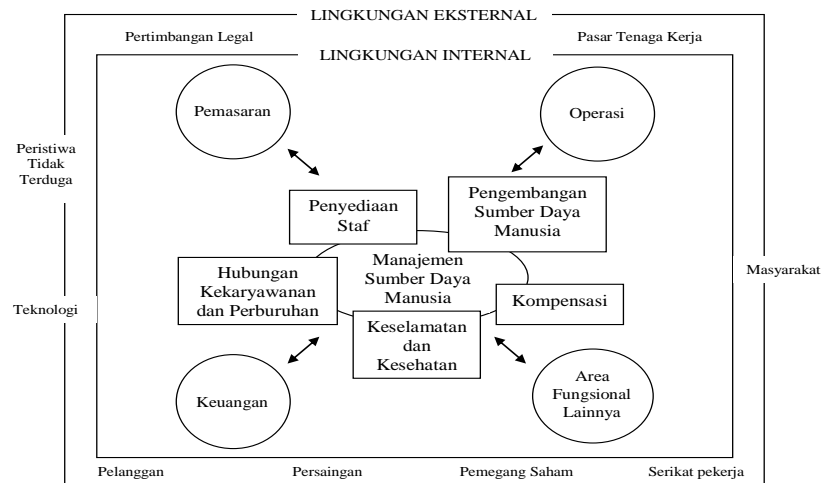 LINGKUNGAN EKSTERNAL
Pertimbangan Legal
Pasar Tenaga Kerja
LINGKUNGAN INTERNAL
Pemasaran
Operasi
Peristiwa
Tidak
Terduga
Penyediaan
Staf
Pengembangan
Sumber Daya
Manusia
Manajemen
Sumber Daya
Manusia
Hubungan
Kekaryawanan
dan Perburuhan
Masyarakat
Teknologi
Kompensasi
Keselamatan
dan
Kesehatan
Keuangan
Area
Fungsional
Lainnya
Pelanggan
Persaingan
Pemegang Saham
Serikat pekerja